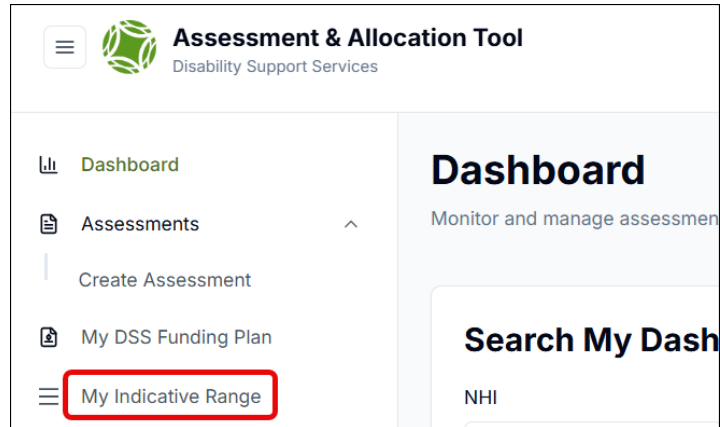 Assessment & Allocation Tool
Disability Support Services
Dashboard
Assessments
Create Assessment
My DSS Funding Plan
My Indicative Range
Dashboard
Monitor and manage assessmen
Search My Dash
NHI